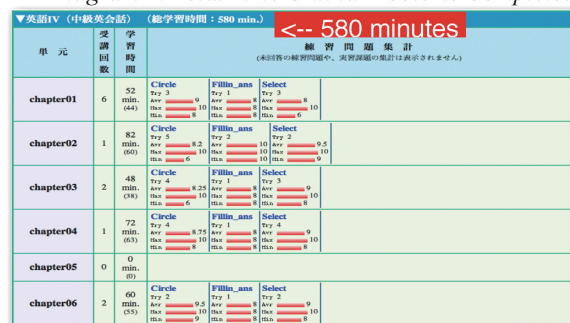 ▼英語IV(中級英会話) (総学習時間:580 min.)
<-- 580 minutes
単 元
受講回数
学習時間
練 習 問 題 集 計
(未回答の練習問題や、実習課題の集計は表示されません)
chapter01 6 52 min. (44)
Circle Fillin_ans Select
Try 3 Try 1 Try 3
Avr 9 Avr 8 Avr 8
Max 10 Max 8 Max 10
Min 8 Min 8 Min 6
chapter02 1 82 min. (60)
Circle Fillin_ans Select
Try 5 Try 2 Try 2
Avr 8.2 Avr 10 Avr 9.5
Max 10 Max 10 Max 10
Min 6 Min 10 Min 9
chapter03 2 48 min. (38)
Circle Fillin_ans Select
Try 4 Try 1 Try 3
Avr 8.25 Avr 8 Avr 9
Max 10 Max 8 Max 10
Min 6 Min 8 Min 8
chapter04 1 72 min. (63)
Circle Fillin_ans Select
Try 4 Try 1 Try 4
Avr 8.75 Avr 8 Avr 9
Max 10 Max 8 Max 10
Min 8 Min 8 Min 8
chapter05 0 0 min. (0)
chapter06 2 60 min. (55)
Circle Fillin_ans Select
Try 2 Try 1 Try 2
Avr 9.5 Avr 8 Avr 9
Max 10 Max 8 Max 10
Min 9 Min 8 Min 8